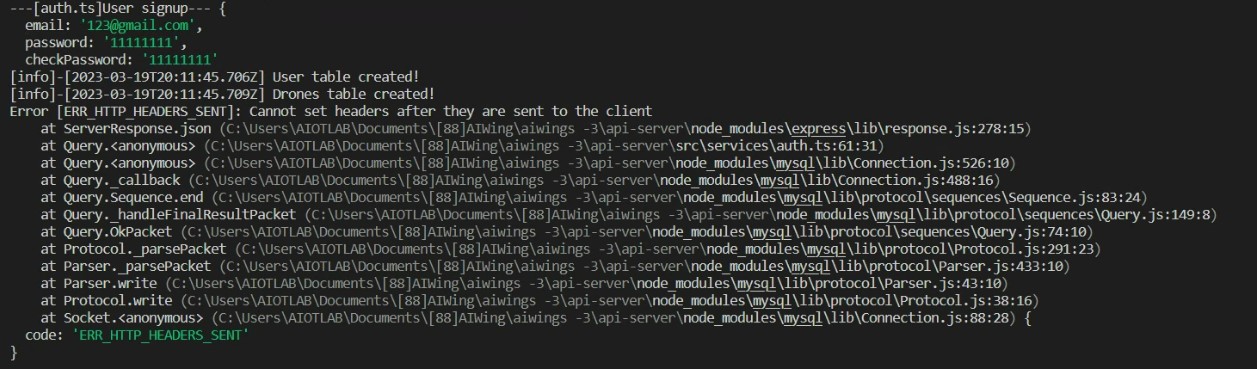 ---[auth.ts]User signup--- {
  email: '123@gmail.com',
  password: '11111111',
  checkPassword: '11111111'
[info]-[2023-03-19T20:11:45.706Z] User table created!
[info]-[2023-03-19T20:11:45.709Z] Drones table created!
Error [ERR_HTTP_HEADERS_SENT]: Cannot set headers after they are sent to the client
    at ServerResponse.json (C:\Users\AIOTLAB\Documents\[88]AIWing\aiwings -3\api-server\node_modules\express\lib\response.js:278:15)
    at Query.<anonymous> (C:\Users\AIOTLAB\Documents\[88]AIWing\aiwings -3\api-server\src\services\auth.ts:61:31)
    at Query.<anonymous> (C:\Users\AIOTLAB\Documents\[88]AIWing\aiwings -3\api-server\node_modules\mysql\lib\Connection.js:526:10)
    at Query._callback (C:\Users\AIOTLAB\Documents\[88]AIWing\aiwings -3\api-server\node_modules\mysql\lib\Connection.js:488:16)
    at Query.Sequence.end (C:\Users\AIOTLAB\Documents\[88]AIWing\aiwings -3\api-server\node_modules\mysql\lib\protocol\sequences\Sequence.js:83:24)
    at Query._handleFinalResultPacket (C:\Users\AIOTLAB\Documents\[88]AIWing\aiwings -3\api-server\node_modules\mysql\lib\protocol\sequences\Query.js:149:8)
    at Query.OkPacket (C:\Users\AIOTLAB\Documents\[88]AIWing\aiwings -3\api-server\node_modules\mysql\lib\protocol\sequences\Query.js:74:10)
    at Protocol._parsePacket (C:\Users\AIOTLAB\Documents\[88]AIWing\aiwings -3\api-server\node_modules\mysql\lib\protocol\Protocol.js:291:23)
    at Parser._parsePacket (C:\Users\AIOTLAB\Documents\[88]AIWing\aiwings -3\api-server\node_modules\mysql\lib\protocol\Parser.js:433:10)
    at Parser.write (C:\Users\AIOTLAB\Documents\[88]AIWing\aiwings -3\api-server\node_modules\mysql\lib\protocol\Parser.js:43:10)
    at Protocol.write (C:\Users\AIOTLAB\Documents\[88]AIWing\aiwings -3\api-server\node_modules\mysql\lib\protocol\Protocol.js:38:16)
    at Socket.<anonymous> (C:\Users\AIOTLAB\Documents\[88]AIWing\aiwings -3\api-server\node_modules\mysql\lib\Connection.js:88:28) {
  code: 'ERR_HTTP_HEADERS_SENT'
}